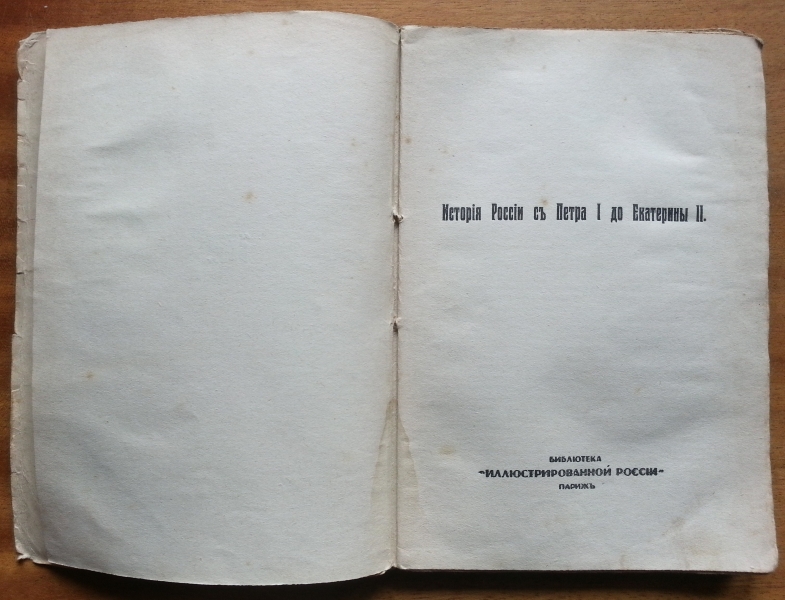 Исторія Россіи съ Петра I до Екатерины II.
БИБЛІОТЕКА
"ИЛЛЮСТРИРОВАННОЙ РОССІИ"
ПАРИЖЪ